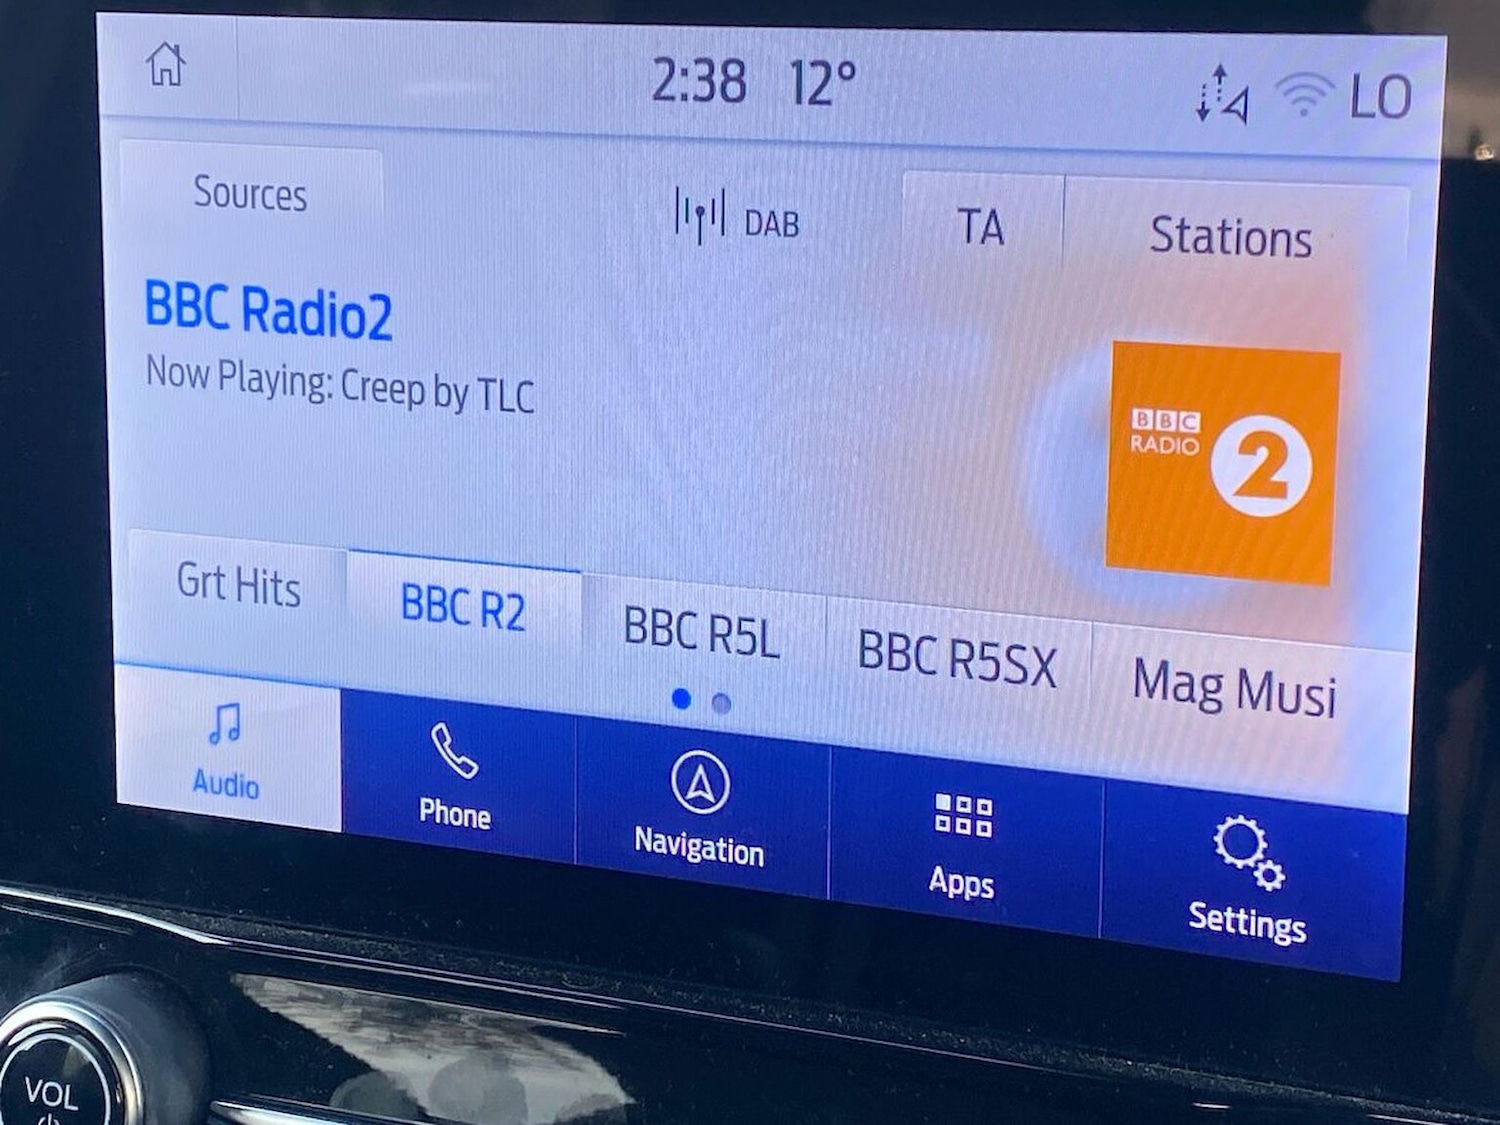 2:38 12° LO
Sources
DAB
TA
Stations
BBC Radio2
Now Playing: Creep by TLC
BBC
RADIO
2
Grt Hits
BBC R2
BBC R5L
BBC R5SX
Mag Musi
Audio
Phone
Navigation
Apps
Settings
VOL